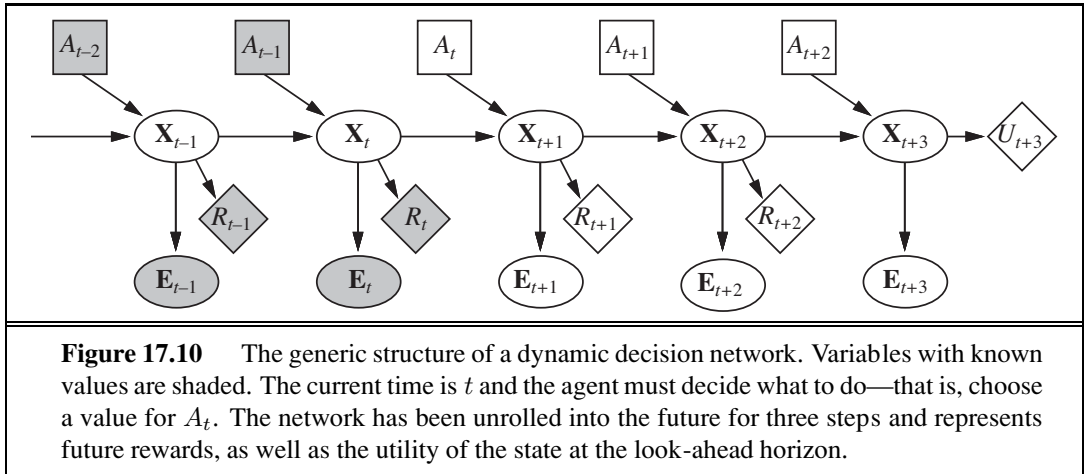 A_{t–2} A_{t–1} A_t A_{t+1} A_{t+2}
X_{t–1} X_t X_{t+1} X_{t+2} X_{t+3} U_{t+3}
R_{t–1} R_t R_{t+1} R_{t+2}
E_{t–1} E_t E_{t+1} E_{t+2} E_{t+3}
Figure 17.10 The generic structure of a dynamic decision network. Variables with known
values are shaded. The current time is t and the agent must decide what to do—that is, choose
a value for A_t. The network has been unrolled into the future for three steps and represents
future rewards, as well as the utility of the state at the look-ahead horizon.